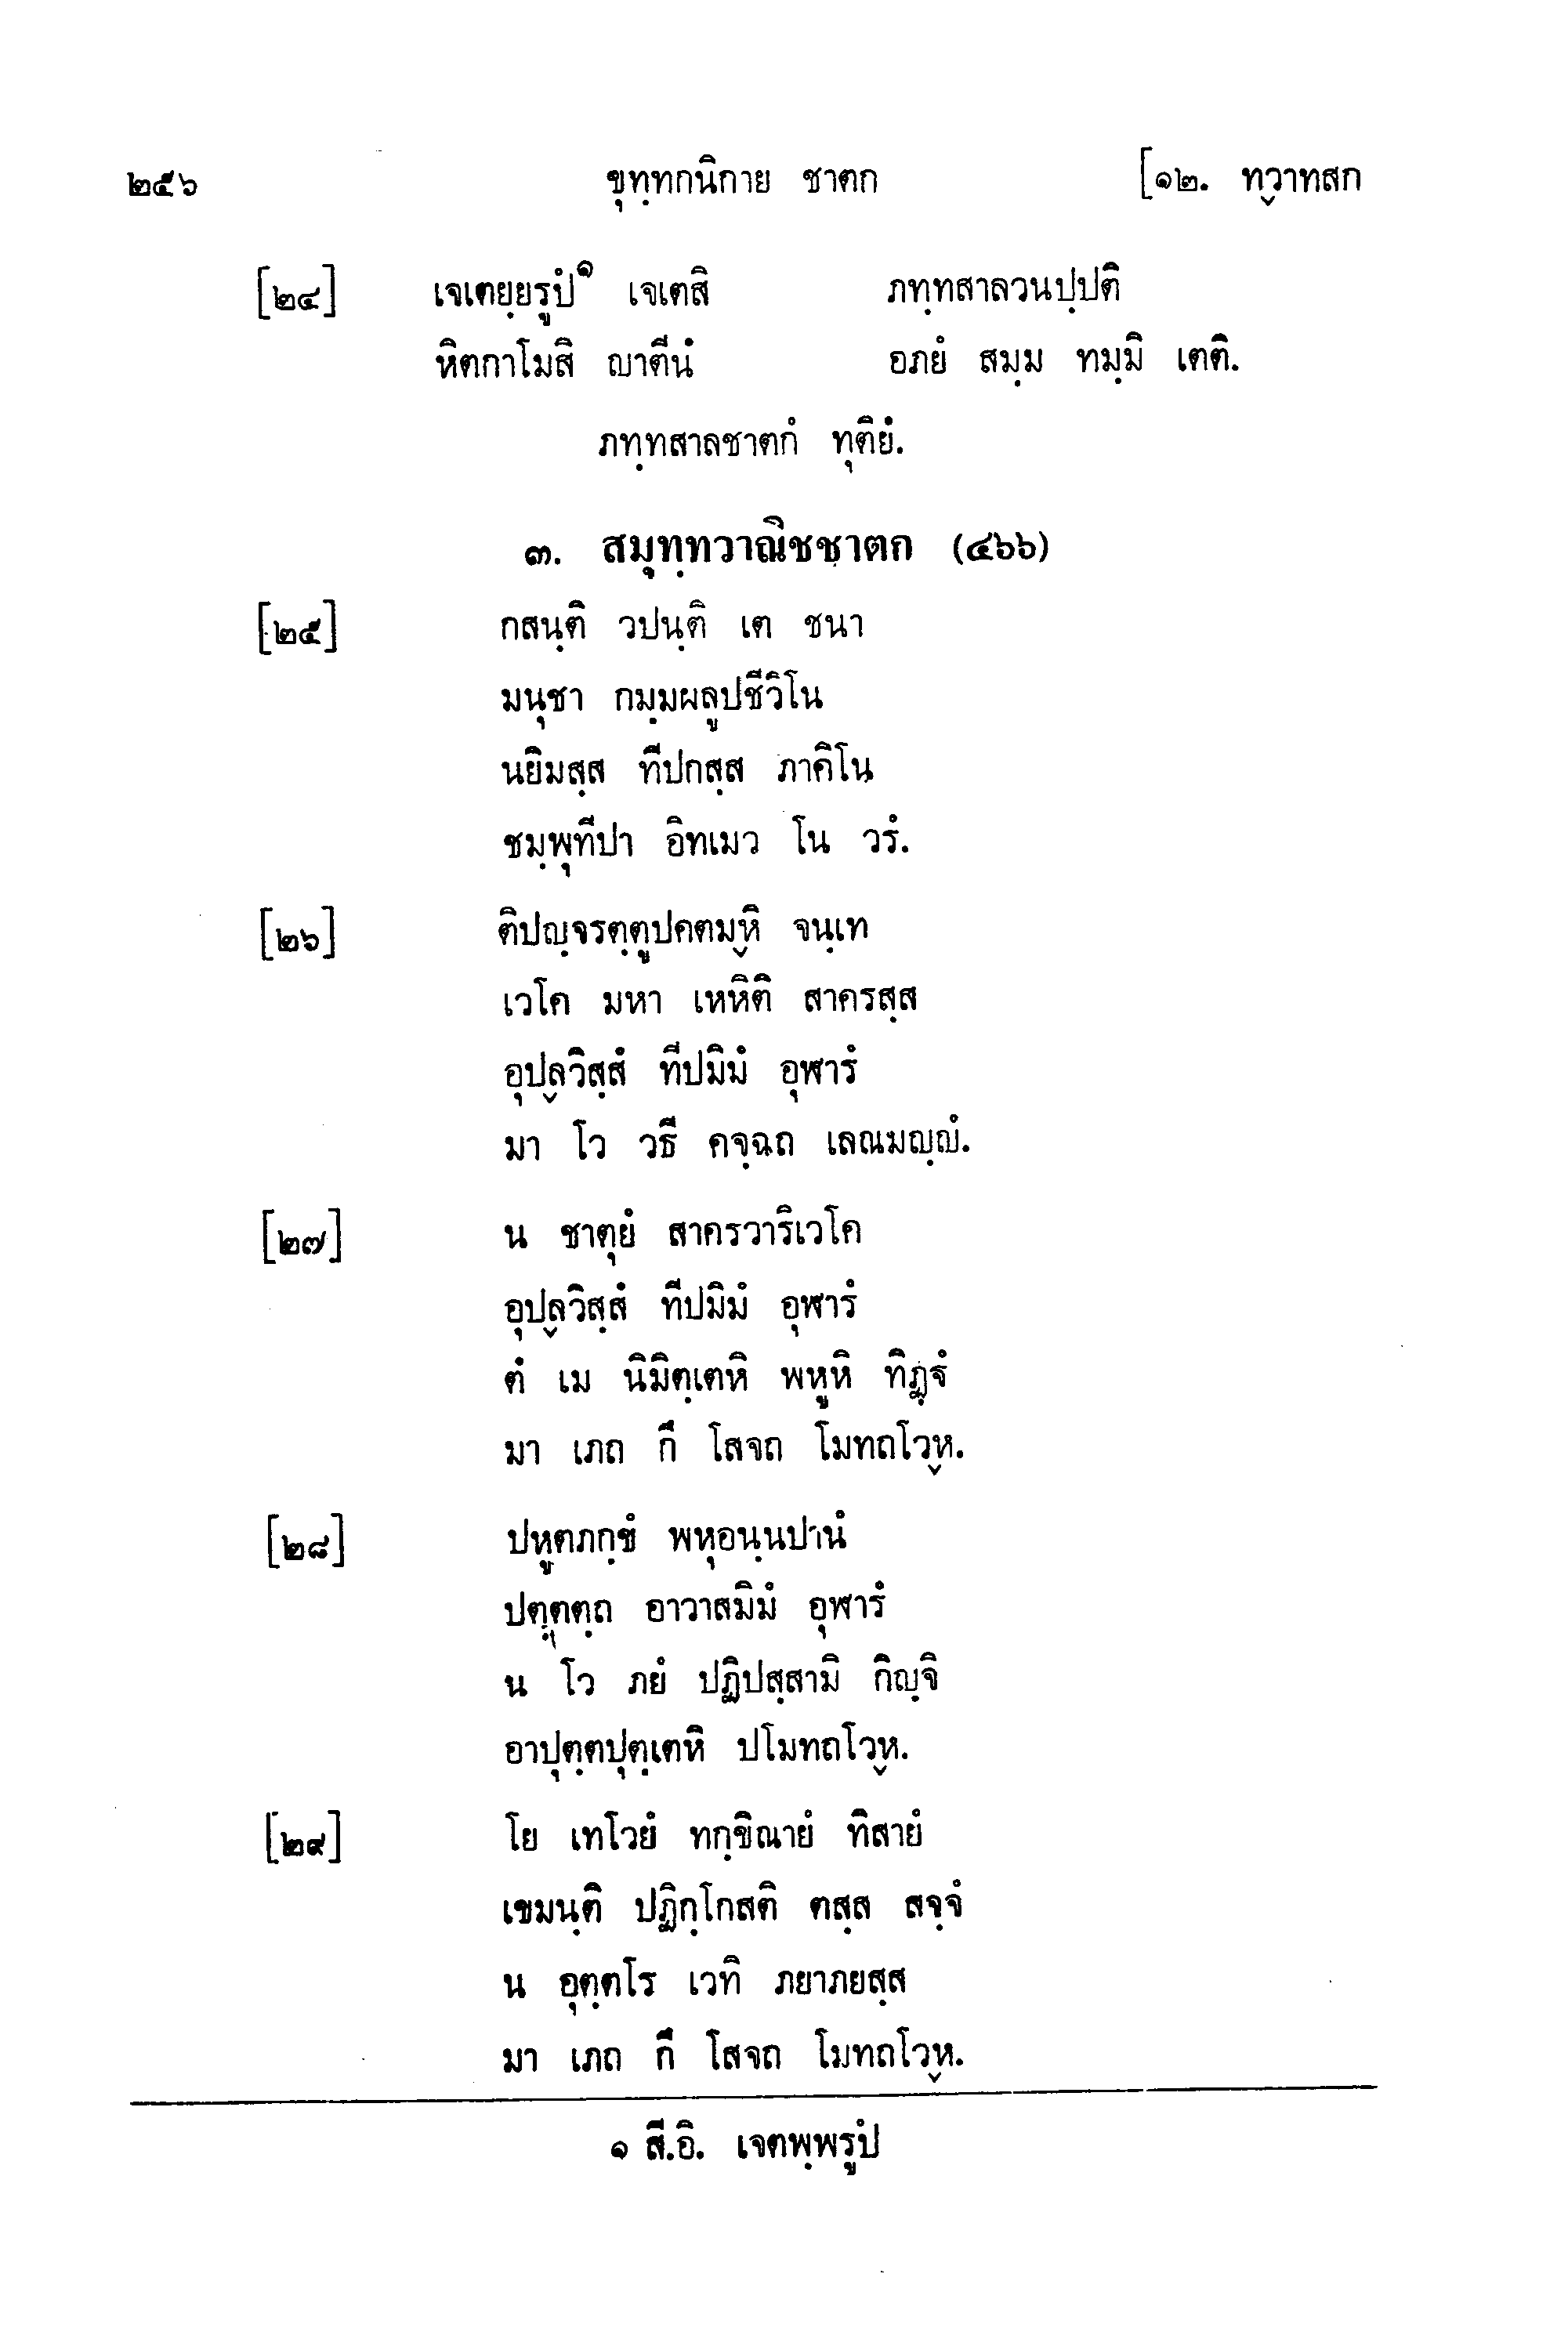 ๒๕๖ ขุทฺทกนิกาย ชาตก [๑๒. ทฺวาทสก
[๒๔] เจเตยฺยรูปํ๑ เจเตสิ ภทฺทสาลวนปฺปติ
หิตกาโมสิ ญาตีนํ อภยํ สมฺม ทมฺมิ เตติ.
ภทฺทสาลชาตกํ ทุติยํ.
๓. สมุทฺทวาณิชชาตก (๔๖๖)
[๒๕] กสนฺติ วปนฺติ เต ชนา
มนุชา กมฺมผลูปชีวิโน
นยิมสฺส ทีปกสฺส ภาคิโน
ชมฺพุทีปา อิทเมว โน วรํ.
[๒๖] ติปญฺจรตฺตูปคตมฺหิ จนฺเท
เวโค มหา เหหิติ สาครสฺส
อุปฺลวิสฺสํ ทีปมิมํ อุฬารํ
มา โว วธี คจฺฉถ เลณมญฺญํ.
[๒๗] น ชาตุยํ สาครวาริเวโค
อุปฺลวิสฺสํ ทีปมิมํ อุฬารํ
ตํ เม นิมิตฺเตหิ พหูหิ ทิฏฺฐํ
มา เภถ กึ โสจถ โมทถโวฺห.
[๒๘] ปหูตภกฺขํ พหุอนฺนปานํ
ปตฺตตฺถ อาวาสมิมํ อุฬารํ
น โว ภยํ ปฏิปสฺสามิ กิญฺจิ
อาปุตฺตปุตฺเตหิ ปโมทถโวฺห.
[๒๙] โย เทโวยํ ทกฺขิณายํ ทิสายํ
เขมนฺติ ปฏิกฺโกสติ ตสฺส สจฺจํ
น อุตฺตโร เวทิ ภยาภยสฺส
มา เภถ กึ โสจถ โมทถโวฺห.
๑ สี.อิ. เจตพฺพรูปํ